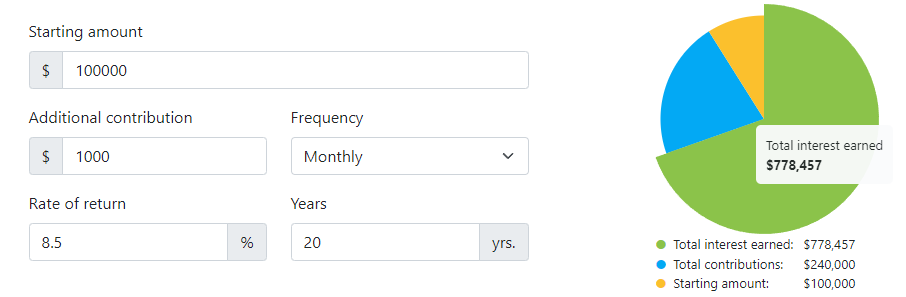 Starting amount
$ 100000
Additional contribution
Frequency
$ 1000
Monthly
Rate of return
Years
8.5 %
20 yrs.
Total interest earned
$778,457
Total interest earned: $778,457
Total contributions: $240,000
Starting amount: $100,000